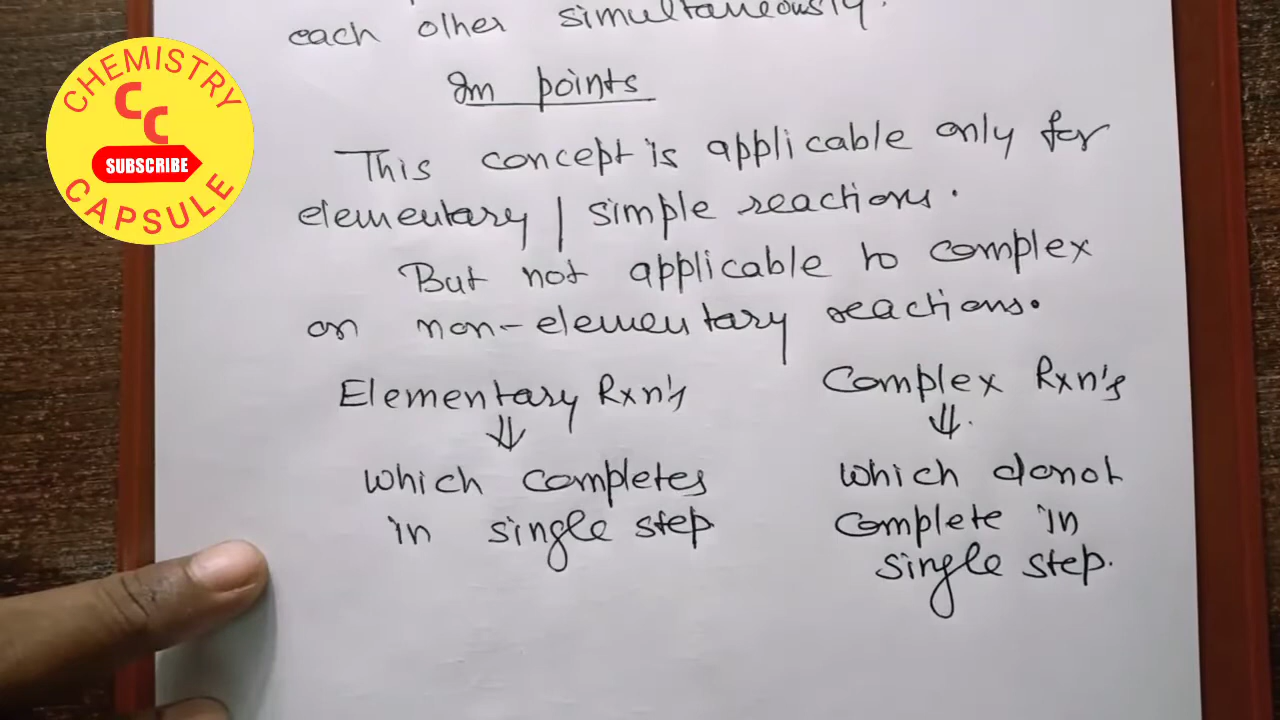 each other simultaneously.
Im points
This concept is applicable only for
elementary / simple reactions.
But not applicable to complex
or non-elementary reactions.
Elementary Rxn's
which completes
in single step
Complex Rxn's
which donot
complete in
single step.
CHEMISTRY
CC
SUBSCRIBE
CAPSULE